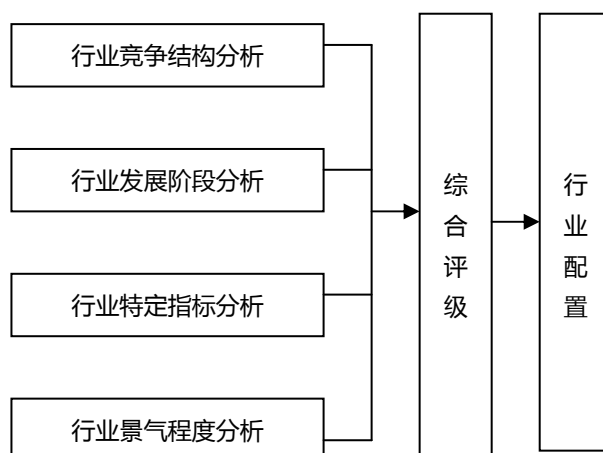 行业竞争结构分析
行业发展阶段分析
行业特定指标分析
行业景气程度分析
综合评级
行业配置